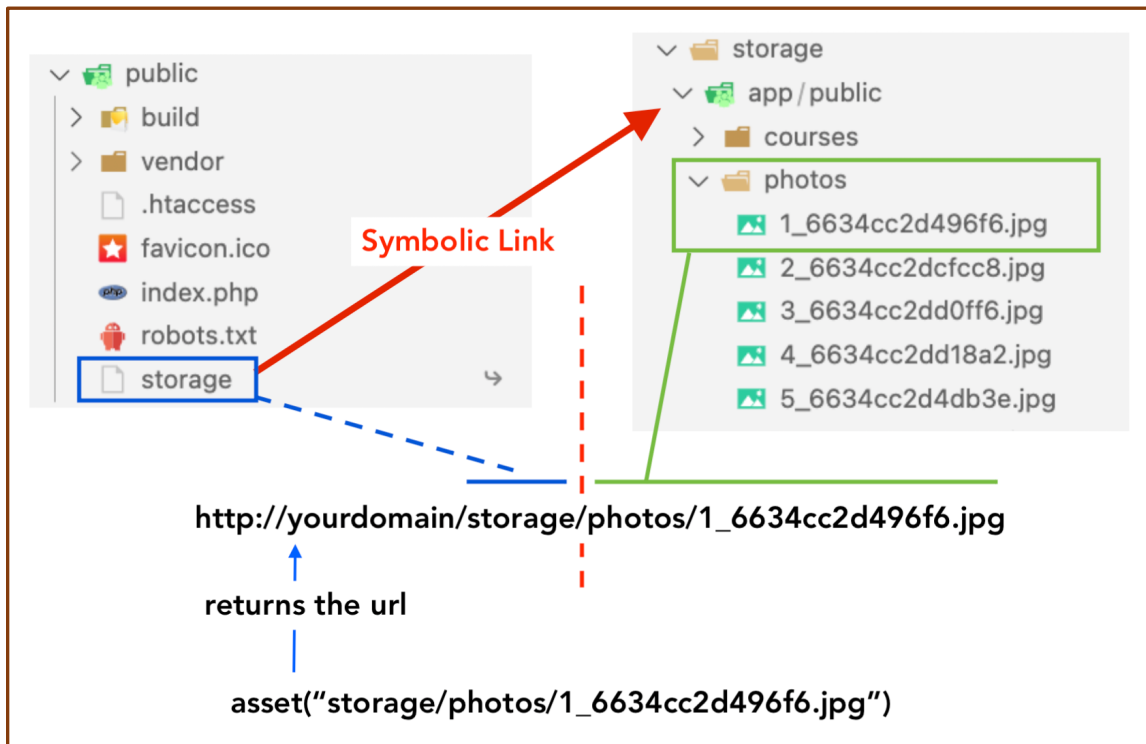 public
build
vendor
.htaccess
favicon.ico
index.php
robots.txt
storage
storage
app/public
courses
photos
1_6634cc2d496f6.jpg
2_6634cc2dcfcc8.jpg
3_6634cc2dd0ff6.jpg
4_6634cc2dd18a2.jpg
5_6634cc2d4db3e.jpg
Symbolic Link
http://yourdomain/storage/photos/1_6634cc2d496f6.jpg
returns the url
asset(“storage/photos/1_6634cc2d496f6.jpg”)